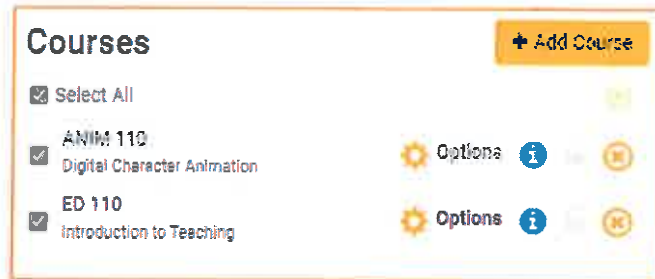 Courses
+ Add Course
Select All
ANIM 110
Digital Character Animation
Options
ED 110
Introduction to Teaching
Options